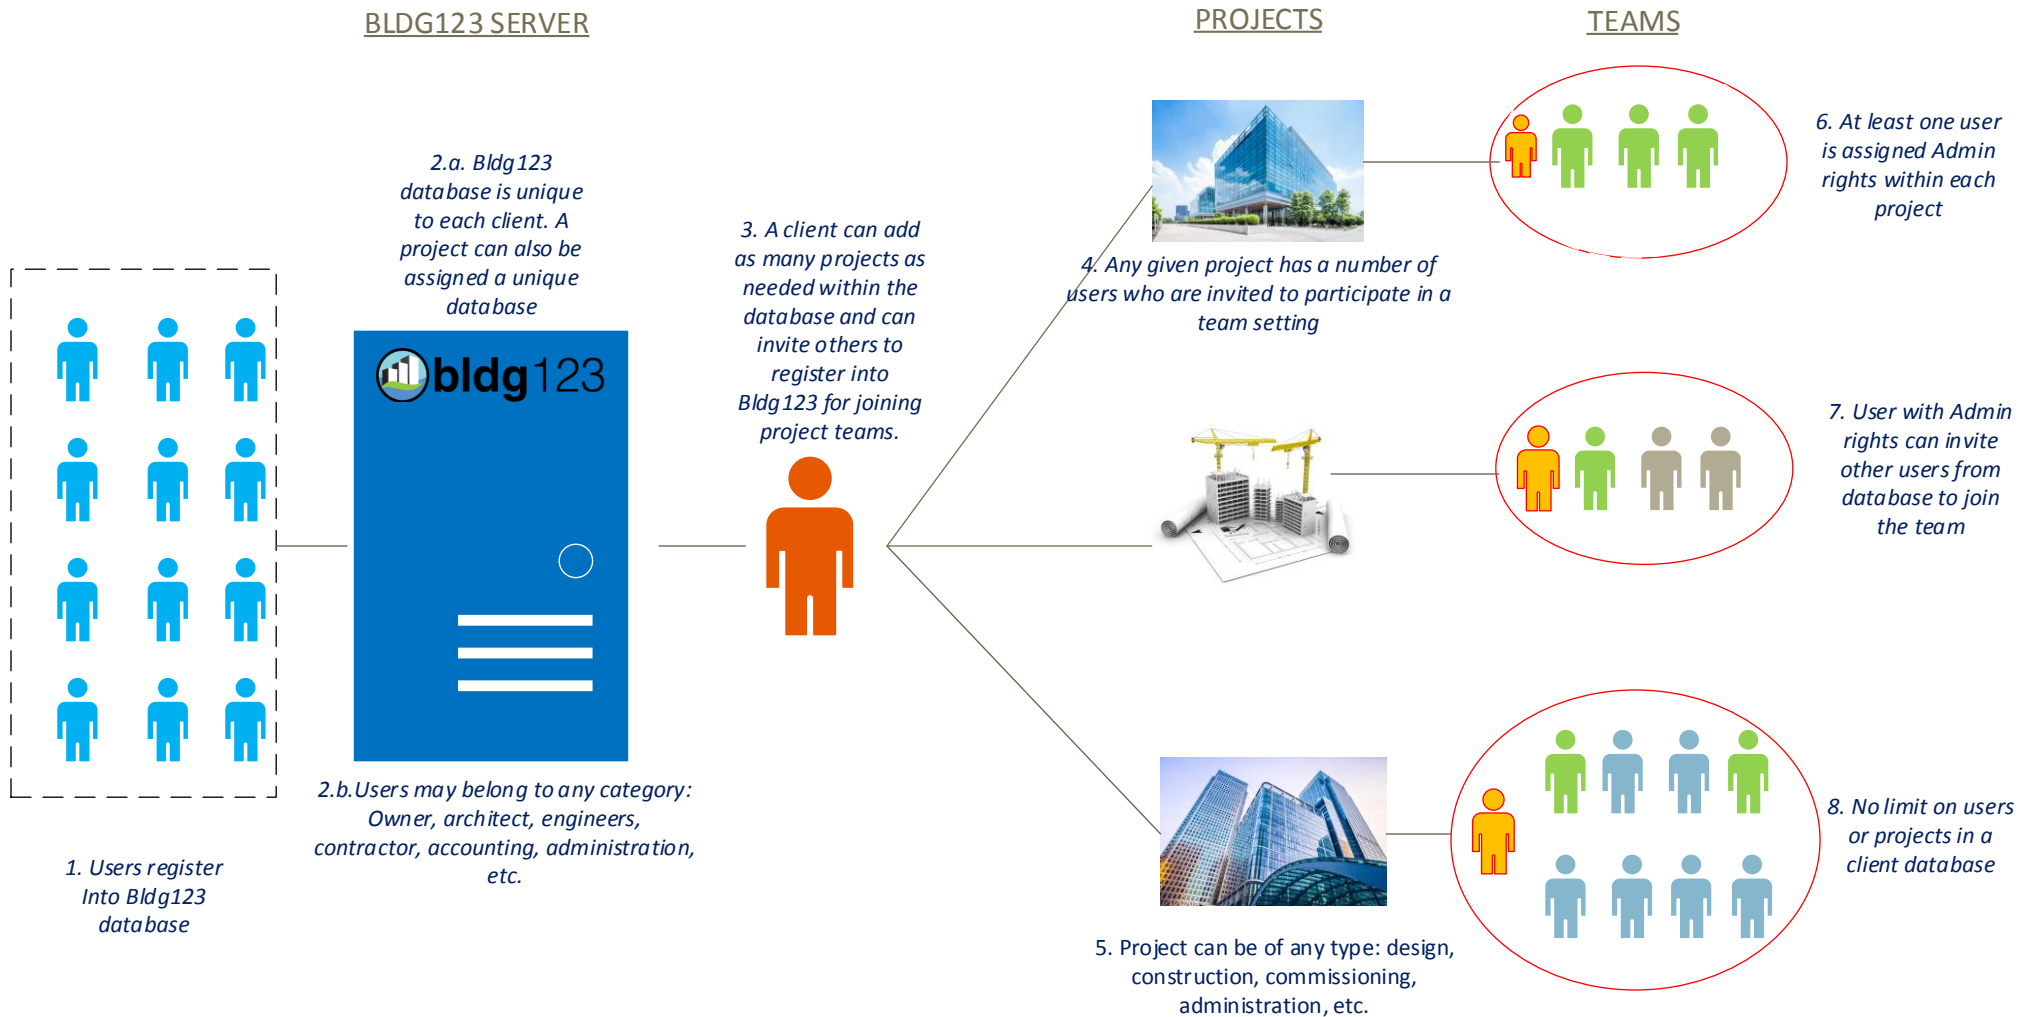 BLDG123 SERVER
PROJECTS
TEAMS
2.a. Bldg123
database is unique
to each client. A
project can also be
assigned a unique
database
bldg123
2.b.Users may belong to any category:
Owner, architect, engineers,
contractor, accounting, administration,
etc.
1. Users register
Into Bldg123
database
3. A client can add
as many projects as
needed within the
database and can
invite others to
register into
Bldg123 for joining
project teams.
4. Any given project has a number of
users who are invited to participate in a
team setting
5. Project can be of any type: design,
construction, commissioning,
administration, etc.
6. At least one user
is assigned Admin
rights within each
project
7. User with Admin
rights can invite
other users from
database to join
the team
8. No limit on users
or projects in a
client database